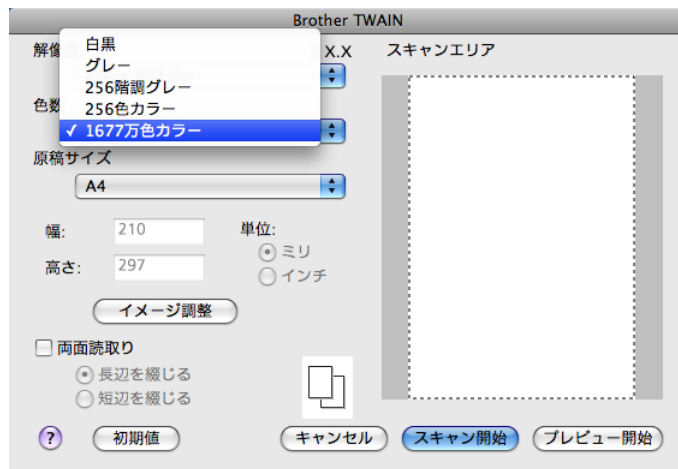 Brother TWAIN
解像
X.X
スキャンエリア
白黒
グレー
256階調グレー
256色カラー
✓ 1677万色カラー
色数
原稿サイズ
A4
幅: 210
単位:
ミリ
高さ: 297
インチ
イメージ調整
両面読取り
長辺を綴じる
短辺を綴じる
?
初期値
キャンセル
スキャン開始
プレビュー開始